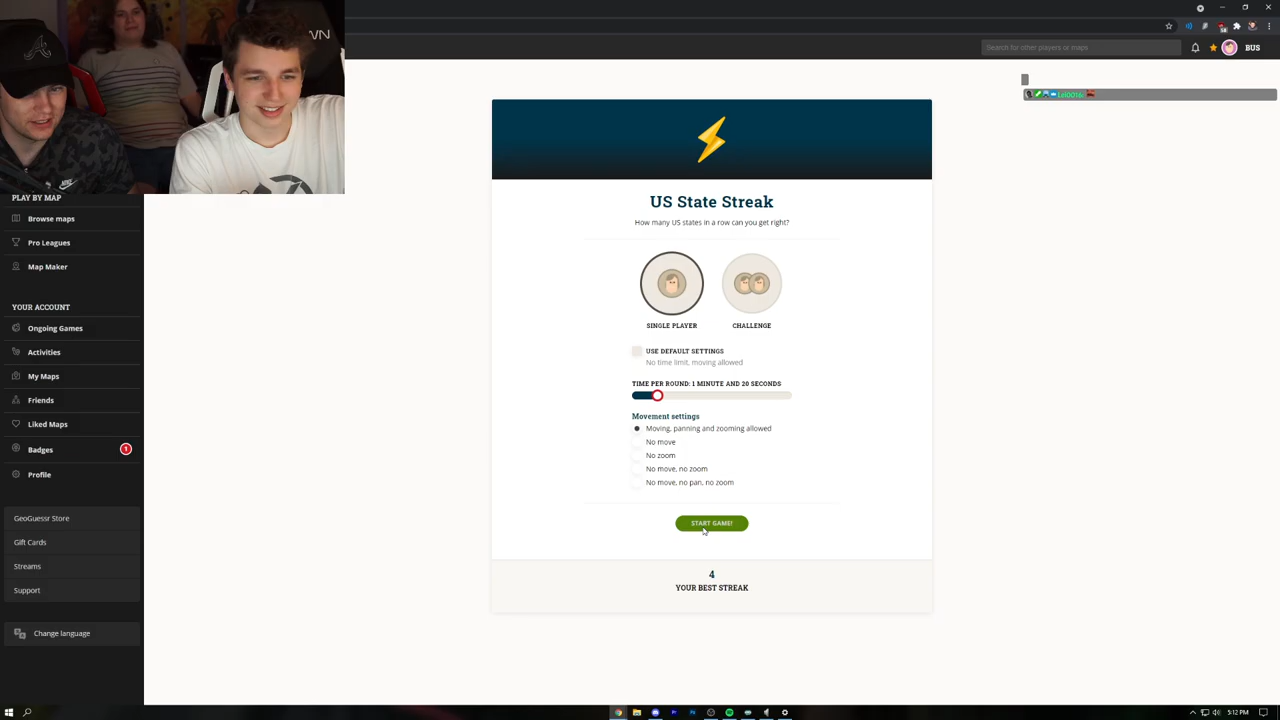 VN
Search for other players or maps
BUS
PLAY BY MAP
Browse maps
Pro Leagues
Map Maker
YOUR ACCOUNT
Ongoing Games
Activities
My Maps
Friends
Liked Maps
Badges
1
Profile
GeoGuessr Store
Gift Cards
Streams
Support
Change language
US State Streak
How many US states in a row can you get right?
SINGLE PLAYER
CHALLENGE
USE DEFAULT SETTINGS
No time limit, moving allowed
TIME PER ROUND: 1 MINUTE AND 20 SECONDS
Movement settings
Moving, panning and zooming allowed
No move
No zoom
No move, no zoom
No move, no pan, no zoom
START GAME!
4
YOUR BEST STREAK
5:12 PM